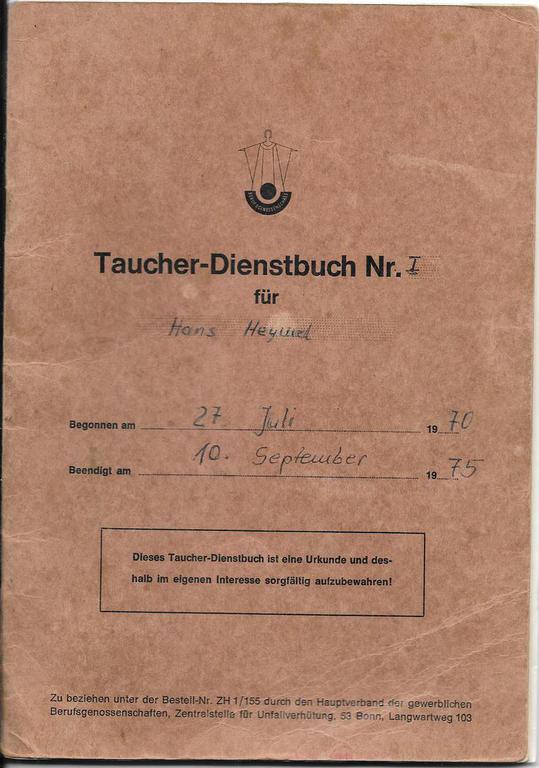 BERUFSGENOSSENSCHAFT
Taucher-Dienstbuch Nr. I
für
Hans
Begonnen am 27. Juli 1970
Beendigt am 10. September 1975
Dieses Taucher-Dienstbuch ist eine Urkunde und des-
halb im eigenen Interesse sorgfältig aufzubewahren!
Zu beziehen unter der Bestell-Nr. ZH 1/155 durch den Hauptverband der gewerblichen
Berufsgenossenschaften, Zentralstelle für Unfallverhütung, 53 Bonn, Langwartweg 103